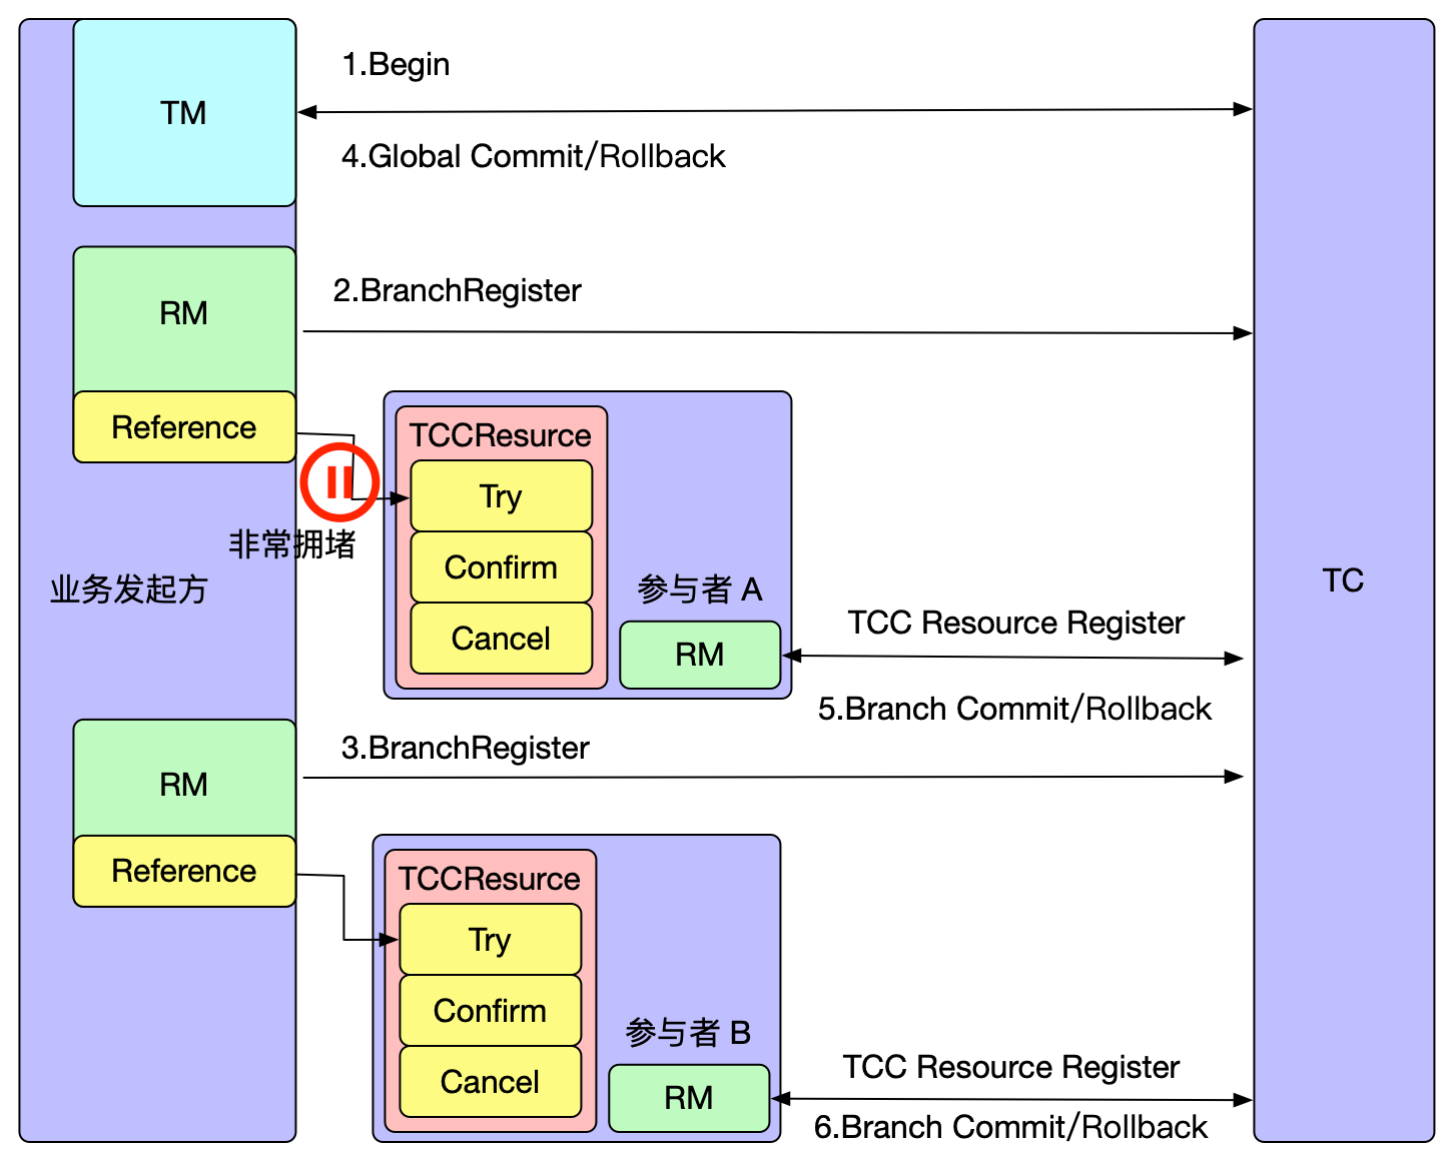 TM
1.Begin
4.Global Commit/Rollback
RM
2.BranchRegister
Reference
TCCResurce
Try
非常拥堵
Confirm
业务发起方
参与者 A
TC
TCC Resource Register
Cancel
RM
5.Branch Commit/Rollback
3.BranchRegister
RM
Reference
TCCResurce
Try
Confirm
参与者 B
Cancel
TCC Resource Register
RM
6.Branch Commit/Rollback